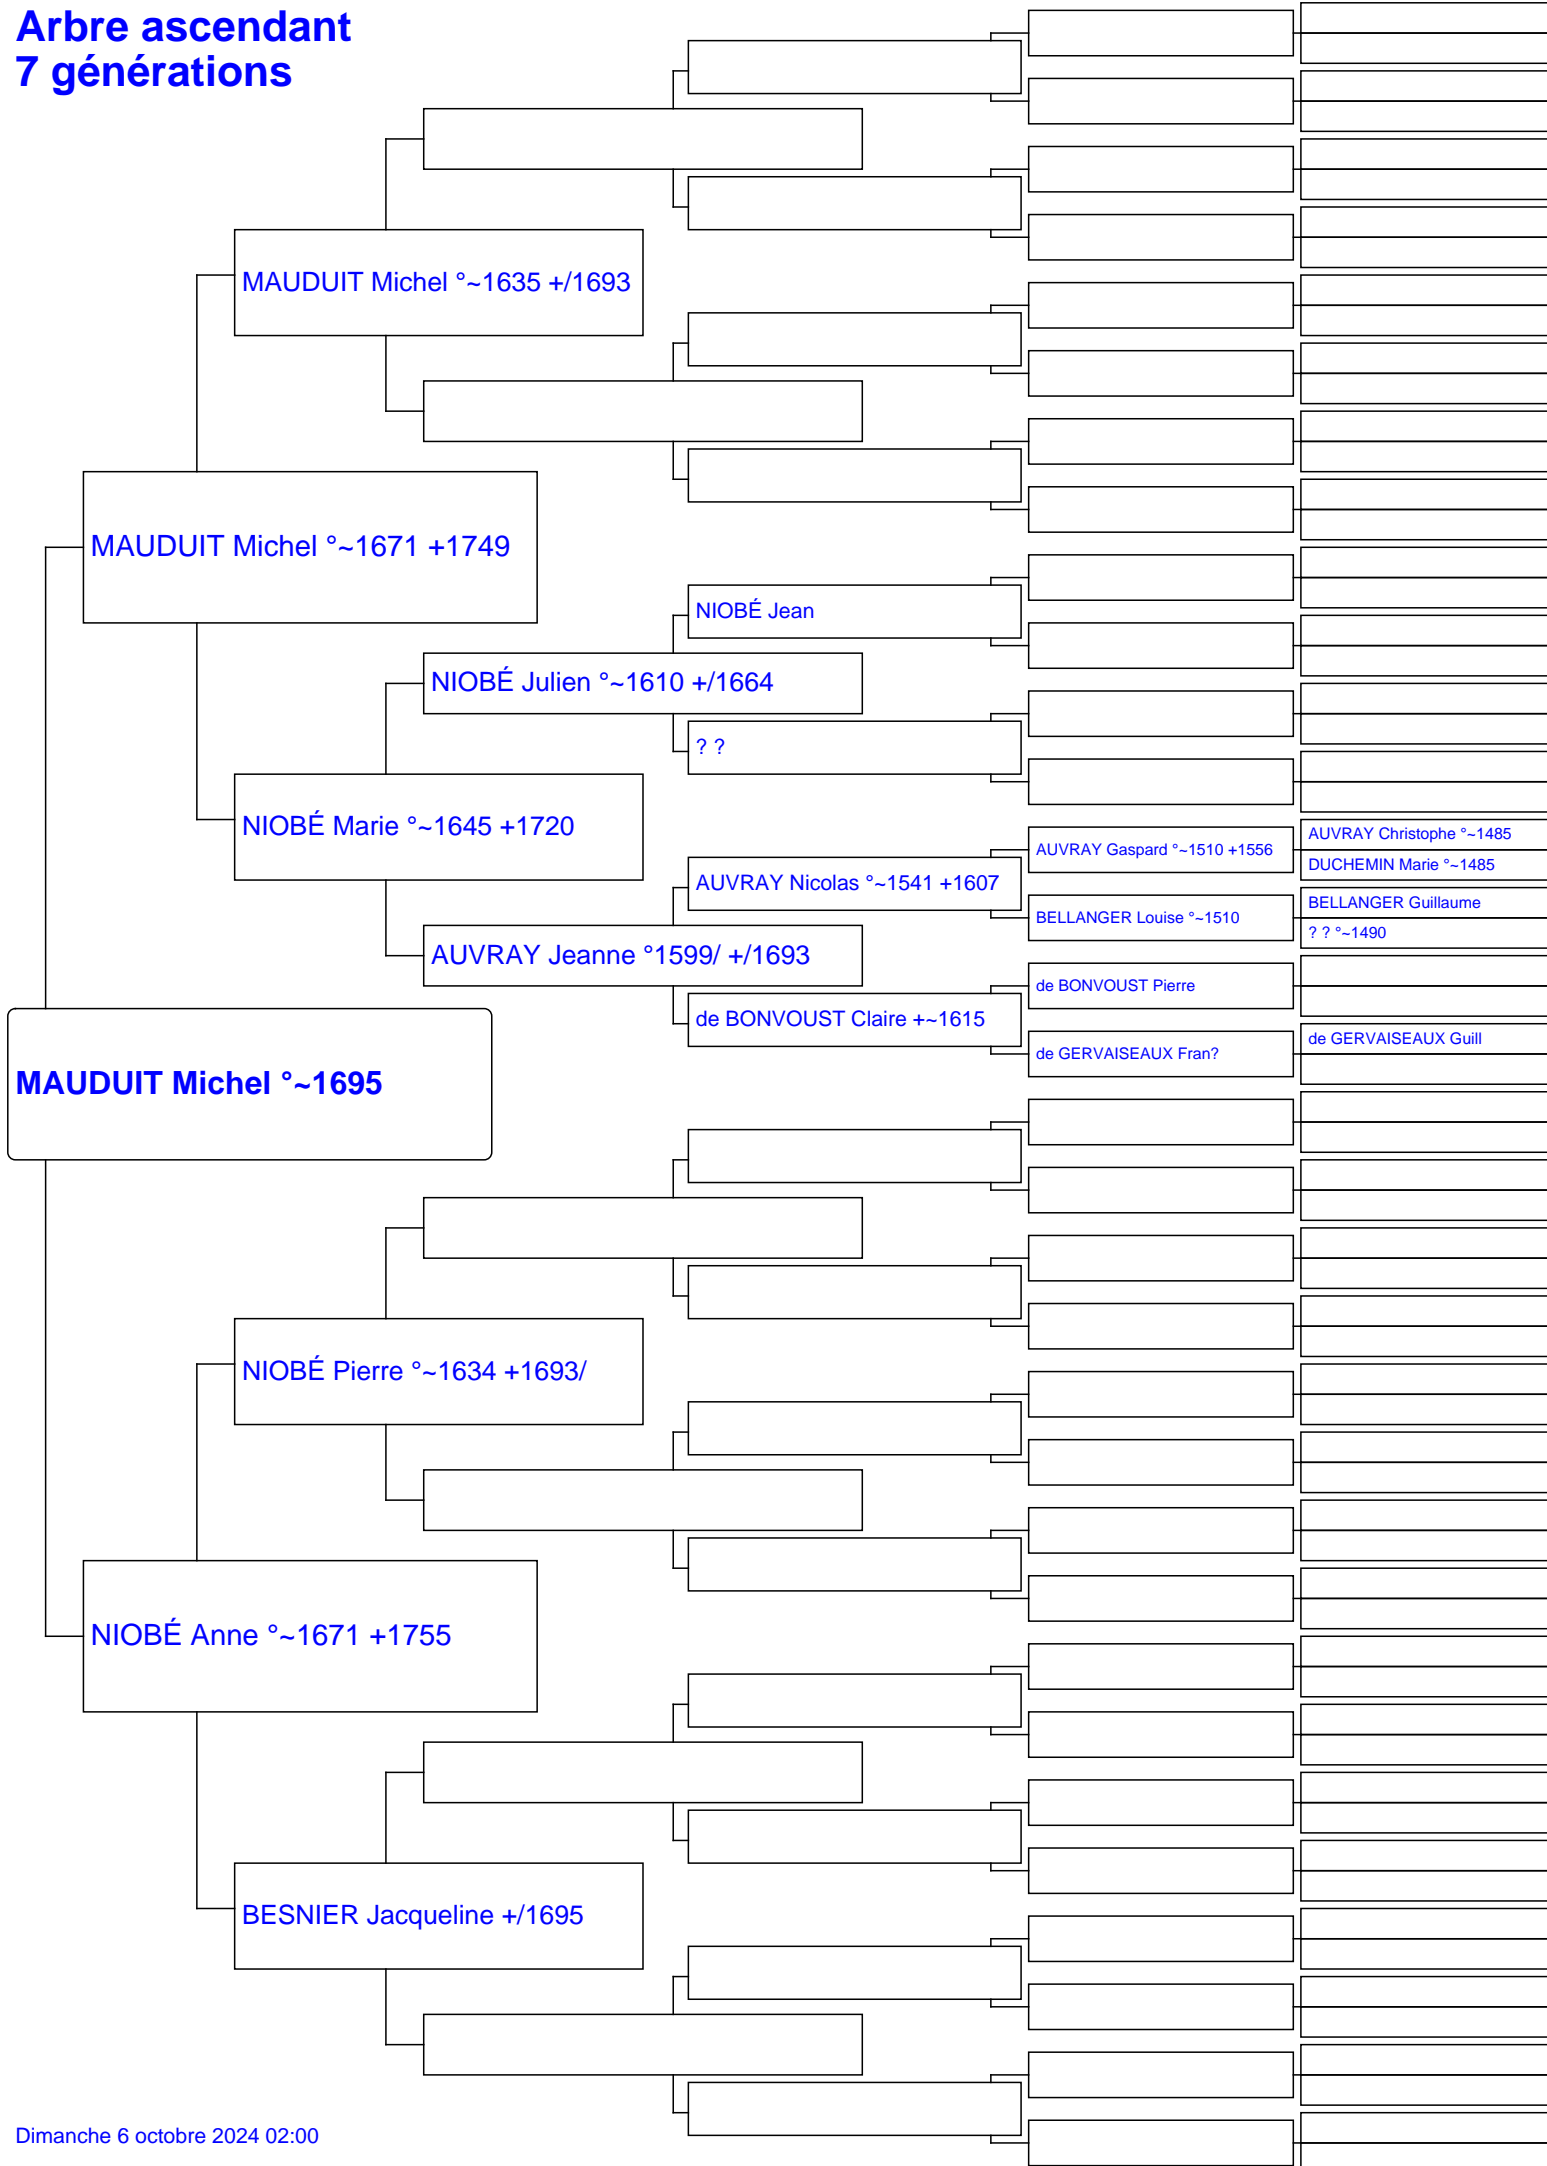 Arbre ascendant
7 générations
MAUDUIT Michel °~1635 +/1693
MAUDUIT Michel °~1671 +1749
NIOBÉ Jean
NIOBÉ Julien °~1610 +/1664
? ?
NIOBÉ Marie °~1645 +1720
AUVRAY Christophe °~1485
AUVRAY Gaspard °~1510 +1556
DUCHEMIN Marie °~1485
AUVRAY Nicolas °~1541 +1607
BELLANGER Guillaume
BELLANGER Louise °~1510
? ? °~1490
AUVRAY Jeanne °1599/ +/1693
de BONVOUST Pierre
de BONVOUST Claire +~1615
de GERVAISEAUX Guill
de GERVAISEAUX Fran?
MAUDUIT Michel °~1695
NIOBÉ Pierre °~1634 +1693/
NIOBÉ Anne °~1671 +1755
BESNIER Jacqueline +/1695
Dimanche 6 octobre 2024 02:00